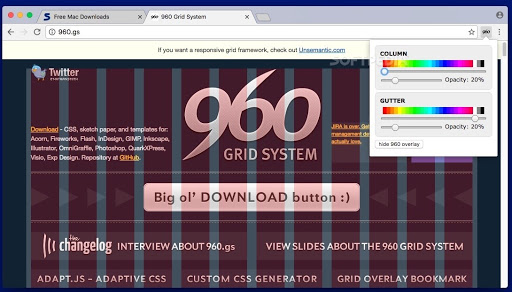 Free Mac Downloads
960 Grid System
960.gs
If you want a responsive grid framework, check out Unsemantic.com
Twitter
960
GRID SYSTEM
Download - CSS, sketch paper, and templates for:
Acorn, Fireworks, Flash, InDesign, GIMP, Inkscape,
Illustrator, OmniGraffle, Photoshop, QuarkXPress,
Visio, Exp Design. Repository at GitHub.
JIRA is over. Get
actually love.
COLUMN
Opacity: 20%
GUTTER
Opacity: 20%
hide 960 overlay
Big ol' DOWNLOAD button :)
the
changelog INTERVIEW ABOUT 960.gs
VIEW SLIDES ABOUT THE 960 GRID SYSTEM
ADAPT.JS - ADAPTIVE CSS
CUSTOM CSS GENERATOR
GRID OVERLAY BOOKMARK